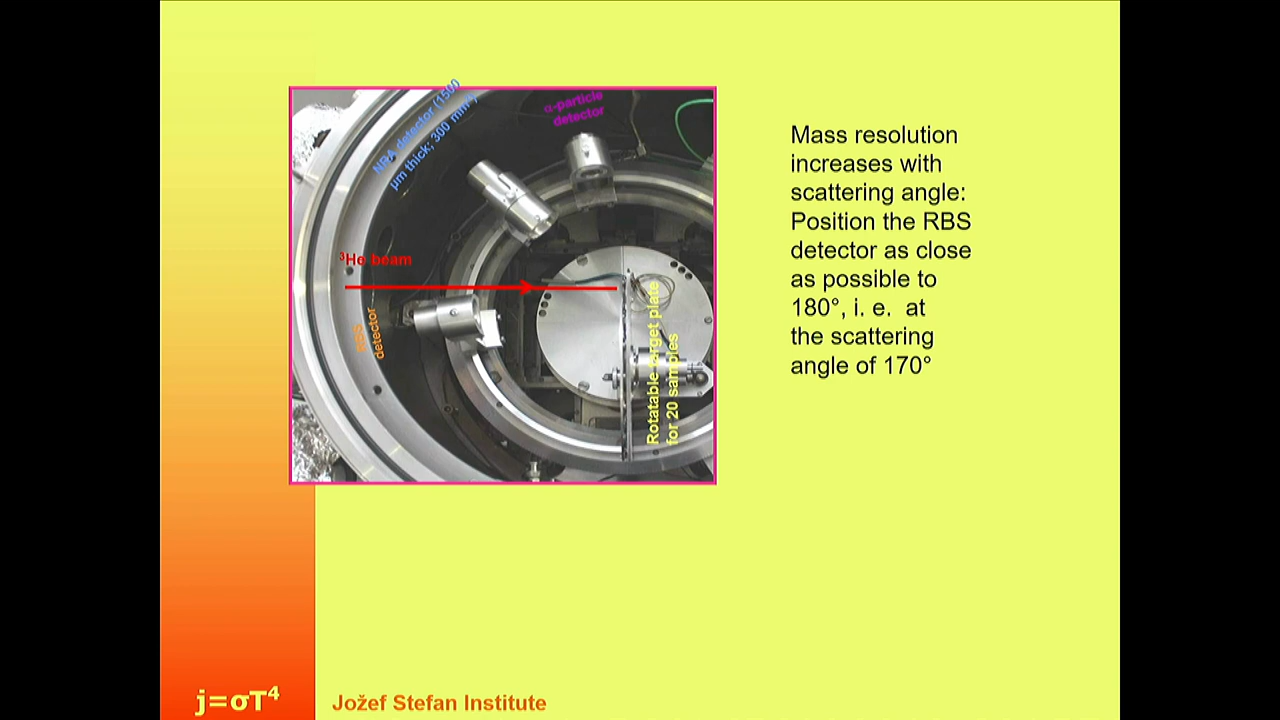 NRA detector (1500
μm thick; 300 mm²)
α-particle
detector
³He beam
RBS
detector
Rotatable target plate
for 20 samples
Mass resolution
increases with
scattering angle:
Position the RBS
detector as close
as possible to
180°, i. e. at
the scattering
angle of 170°
j=σT⁴
Jožef Stefan Institute